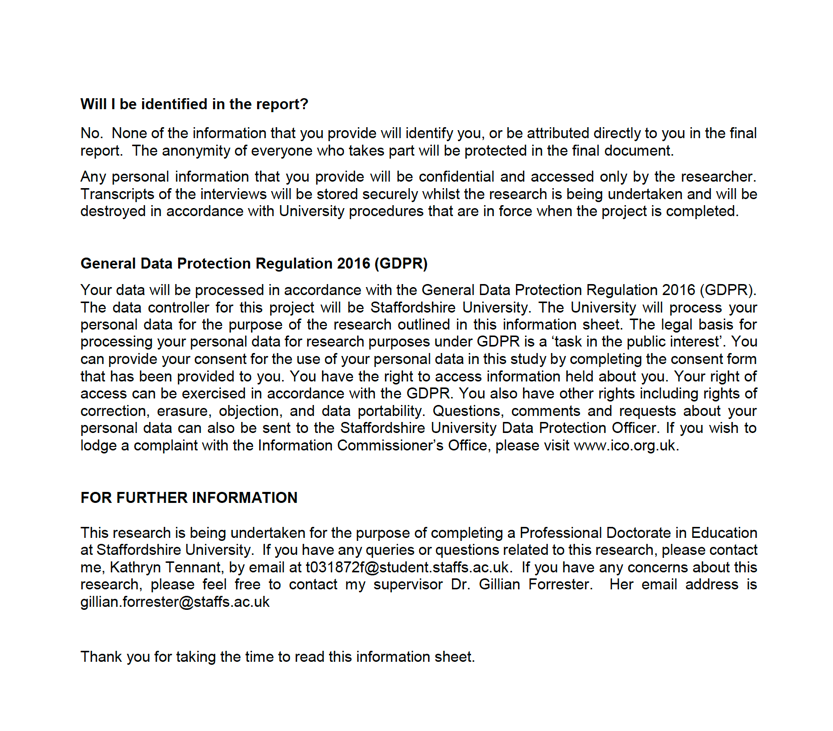 Will I be identified in the report?
No.  None of the information that you provide will identify you, or be attributed directly to you in the final
report.  The anonymity of everyone who takes part will be protected in the final document.
Any personal information that you provide will be confidential and accessed only by the researcher.
Transcripts of the interviews will be stored securely whilst the research is being undertaken and will be
destroyed in accordance with University procedures that are in force when the project is completed.
General Data Protection Regulation 2016 (GDPR)
Your data will be processed in accordance with the General Data Protection Regulation 2016 (GDPR).
The data controller for this project will be Staffordshire University. The University will process your
personal data for the purpose of the research outlined in this information sheet. The legal basis for
processing your personal data for research purposes under GDPR is a ‘task in the public interest’. You
can provide your consent for the use of your personal data in this study by completing the consent form
that has been provided to you. You have the right to access information held about you. Your right of
access can be exercised in accordance with the GDPR. You also have other rights including rights of
correction, erasure, objection, and data portability. Questions, comments and requests about your
personal data can also be sent to the Staffordshire University Data Protection Officer. If you wish to
lodge a complaint with the Information Commissioner’s Office, please visit www.ico.org.uk.
FOR FURTHER INFORMATION
This research is being undertaken for the purpose of completing a Professional Doctorate in Education
at Staffordshire University.  If you have any queries or questions related to this research, please contact
me, Kathryn Tennant, by email at t031872f@student.staffs.ac.uk.  If you have any concerns about this
research, please feel free to contact my supervisor Dr. Gillian Forrester.  Her email address is
gillian.forrester@staffs.ac.uk
Thank you for taking the time to read this information sheet.